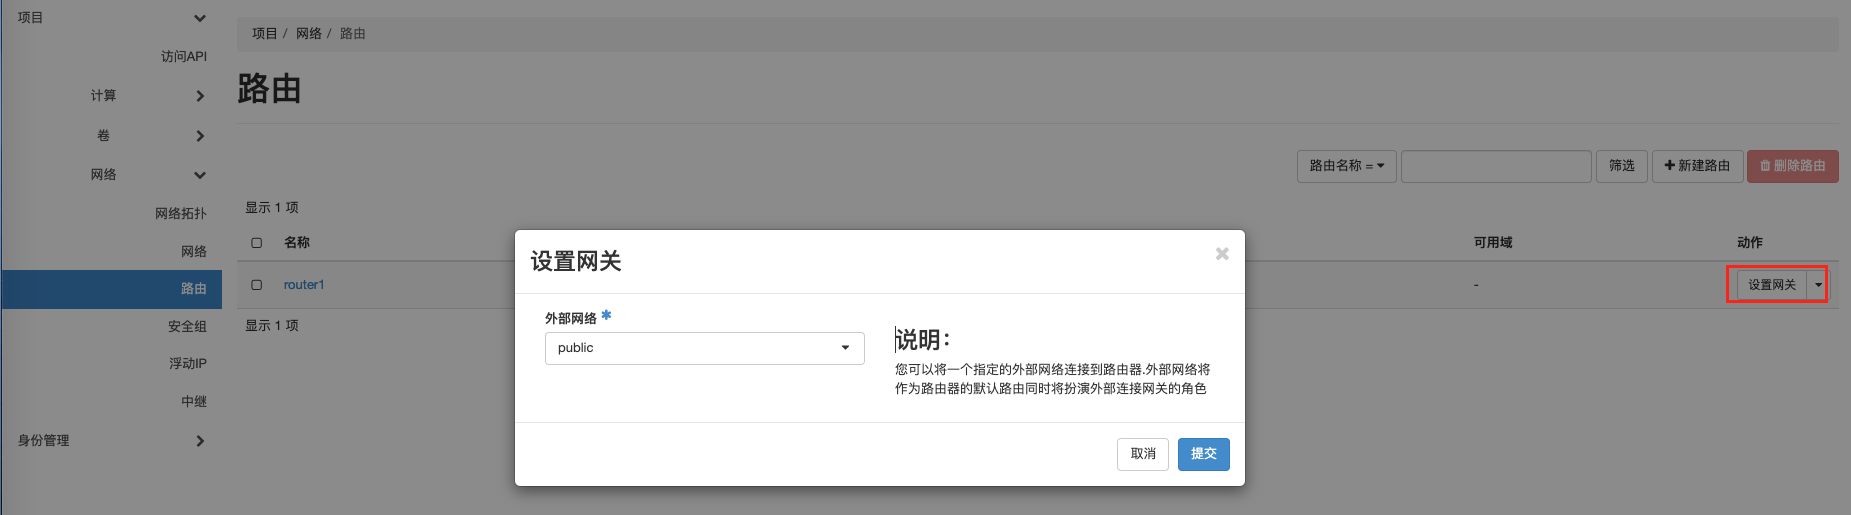 项目
访问API
计算
卷
网络
网络拓扑
网络
路由
安全组
浮动IP
中继
身份管理
项目 / 网络 / 路由
路由
路由名称 =
筛选
新建路由
删除路由
显示 1 项
名称
可用域
动作
router1
-
设置网关
显示 1 项
设置网关
外部网络 *
public
说明：
您可以将一个指定的外部网络连接到路由器.外部网络将
作为路由器的默认路由同时将扮演外部连接网关的角色
取消
提交